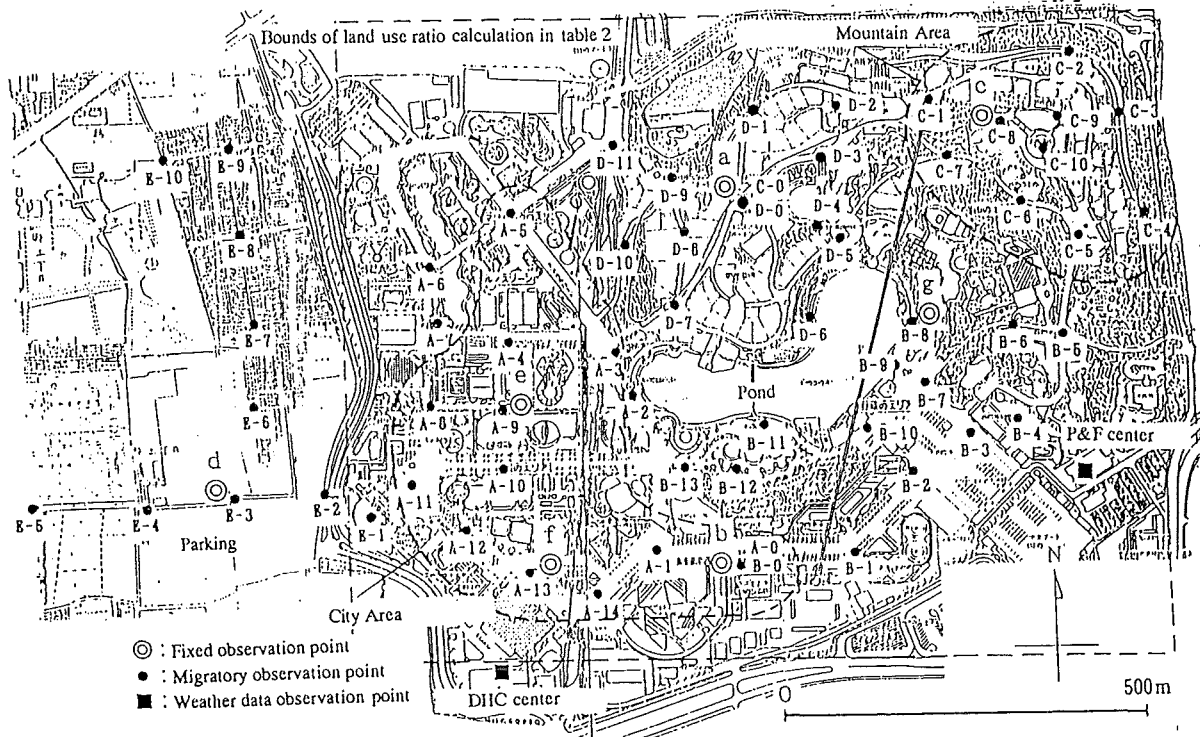 Bounds of land use ratio calculation in table 2
Mountain Area
C-2
C-1
c
C-3
C-9
C-8
C-10
D-2
D-1
D-11
D-3
a
C-7
E-9
E-10
D-9
C-0
D-0
D-4
C-6
C-4
A-5
E-8
D-8
D-10
D-5
C-5
A-6
g
D-7
D-6
B-8
B-6
B-5
E-7
A-7
A-4
A-3
e
Pond
B-9
B-7
E-6
A-8
A-9
A-2
B-11
B-10
B-3
B-4
P&F center
d
A-11
A-10
B-13
B-12
B-2
E-5
E-4
E-3
E-2
E-1
Parking
A-12
f
b
A-0
A-1
B-0
B-1
N
A-13
A-14
City Area
: Fixed observation point
: Migratory observation point
: Weather data observation point
DHC center
0
500 m